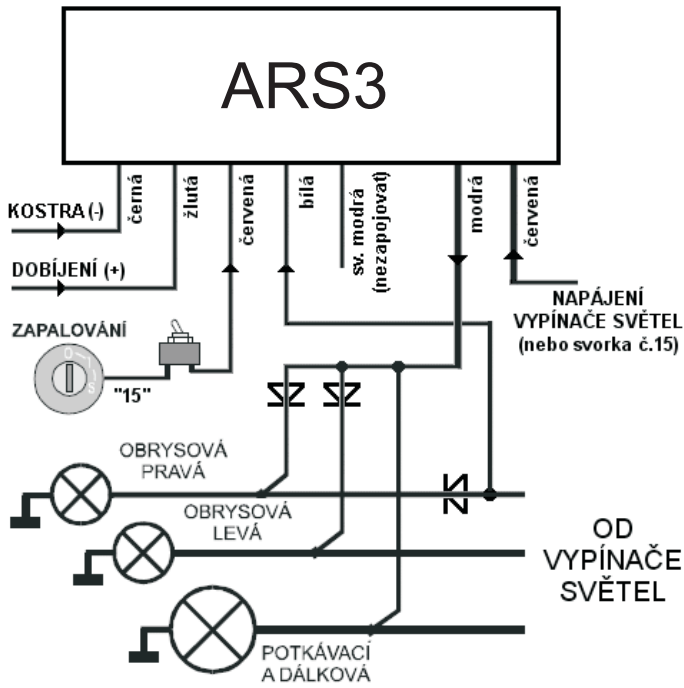 ARS3
černá
žlutá
červená
bílá
sv. modrá
(nezapojovat)
modrá
červená
KOSTRA (-)
DOBÍJENÍ (+)
ZAPALOVÁNÍ
O
I
I
S
"15"
NAPÁJENÍ
VYPÍNAČE SVĚTEL
(nebo svorka č.15)
OBRYSOVÁ
PRAVÁ
OBRYSOVÁ
LEVÁ
OD
VYPÍNAČE
SVĚTEL
POTKÁVACÍ
A DÁLKOVÁ